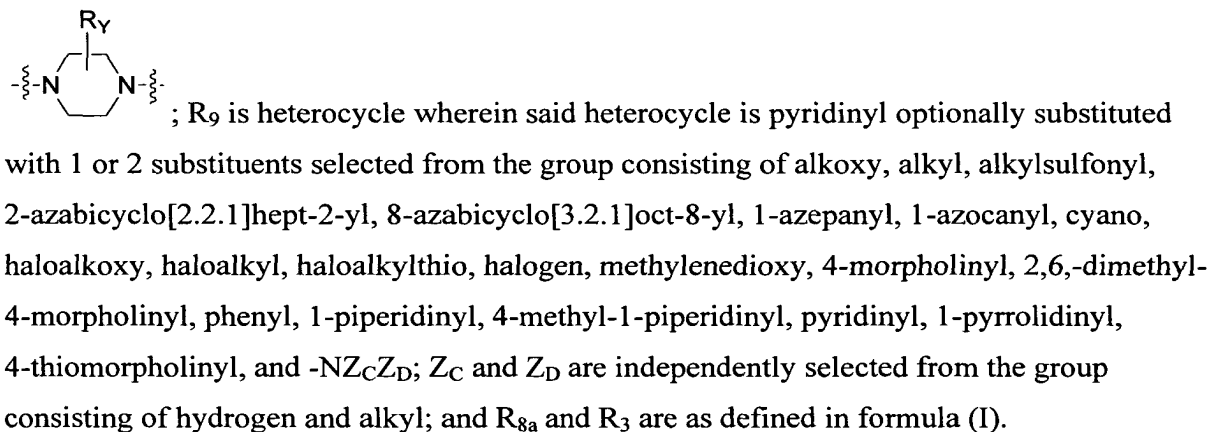 R_Y
-N N-
; R₉ is heterocycle wherein said heterocycle is pyridinyl optionally substituted
with 1 or 2 substituents selected from the group consisting of alkoxy, alkyl, alkylsulfonyl,
2-azabicyclo[2.2.1]hept-2-yl, 8-azabicyclo[3.2.1]oct-8-yl, 1-azepanyl, 1-azocanyl, cyano,
haloalkoxy, haloalkyl, haloalkylthio, halogen, methylenedioxy, 4-morpholinyl, 2,6,-dimethyl-
4-morpholinyl, phenyl, 1-piperidinyl, 4-methyl-1-piperidinyl, pyridinyl, 1-pyrrolidinyl,
4-thiomorpholinyl, and -NZ_CZ_D; Z_C and Z_D are independently selected from the group
consisting of hydrogen and alkyl; and R₈ₐ and R₃ are as defined in formula (I).